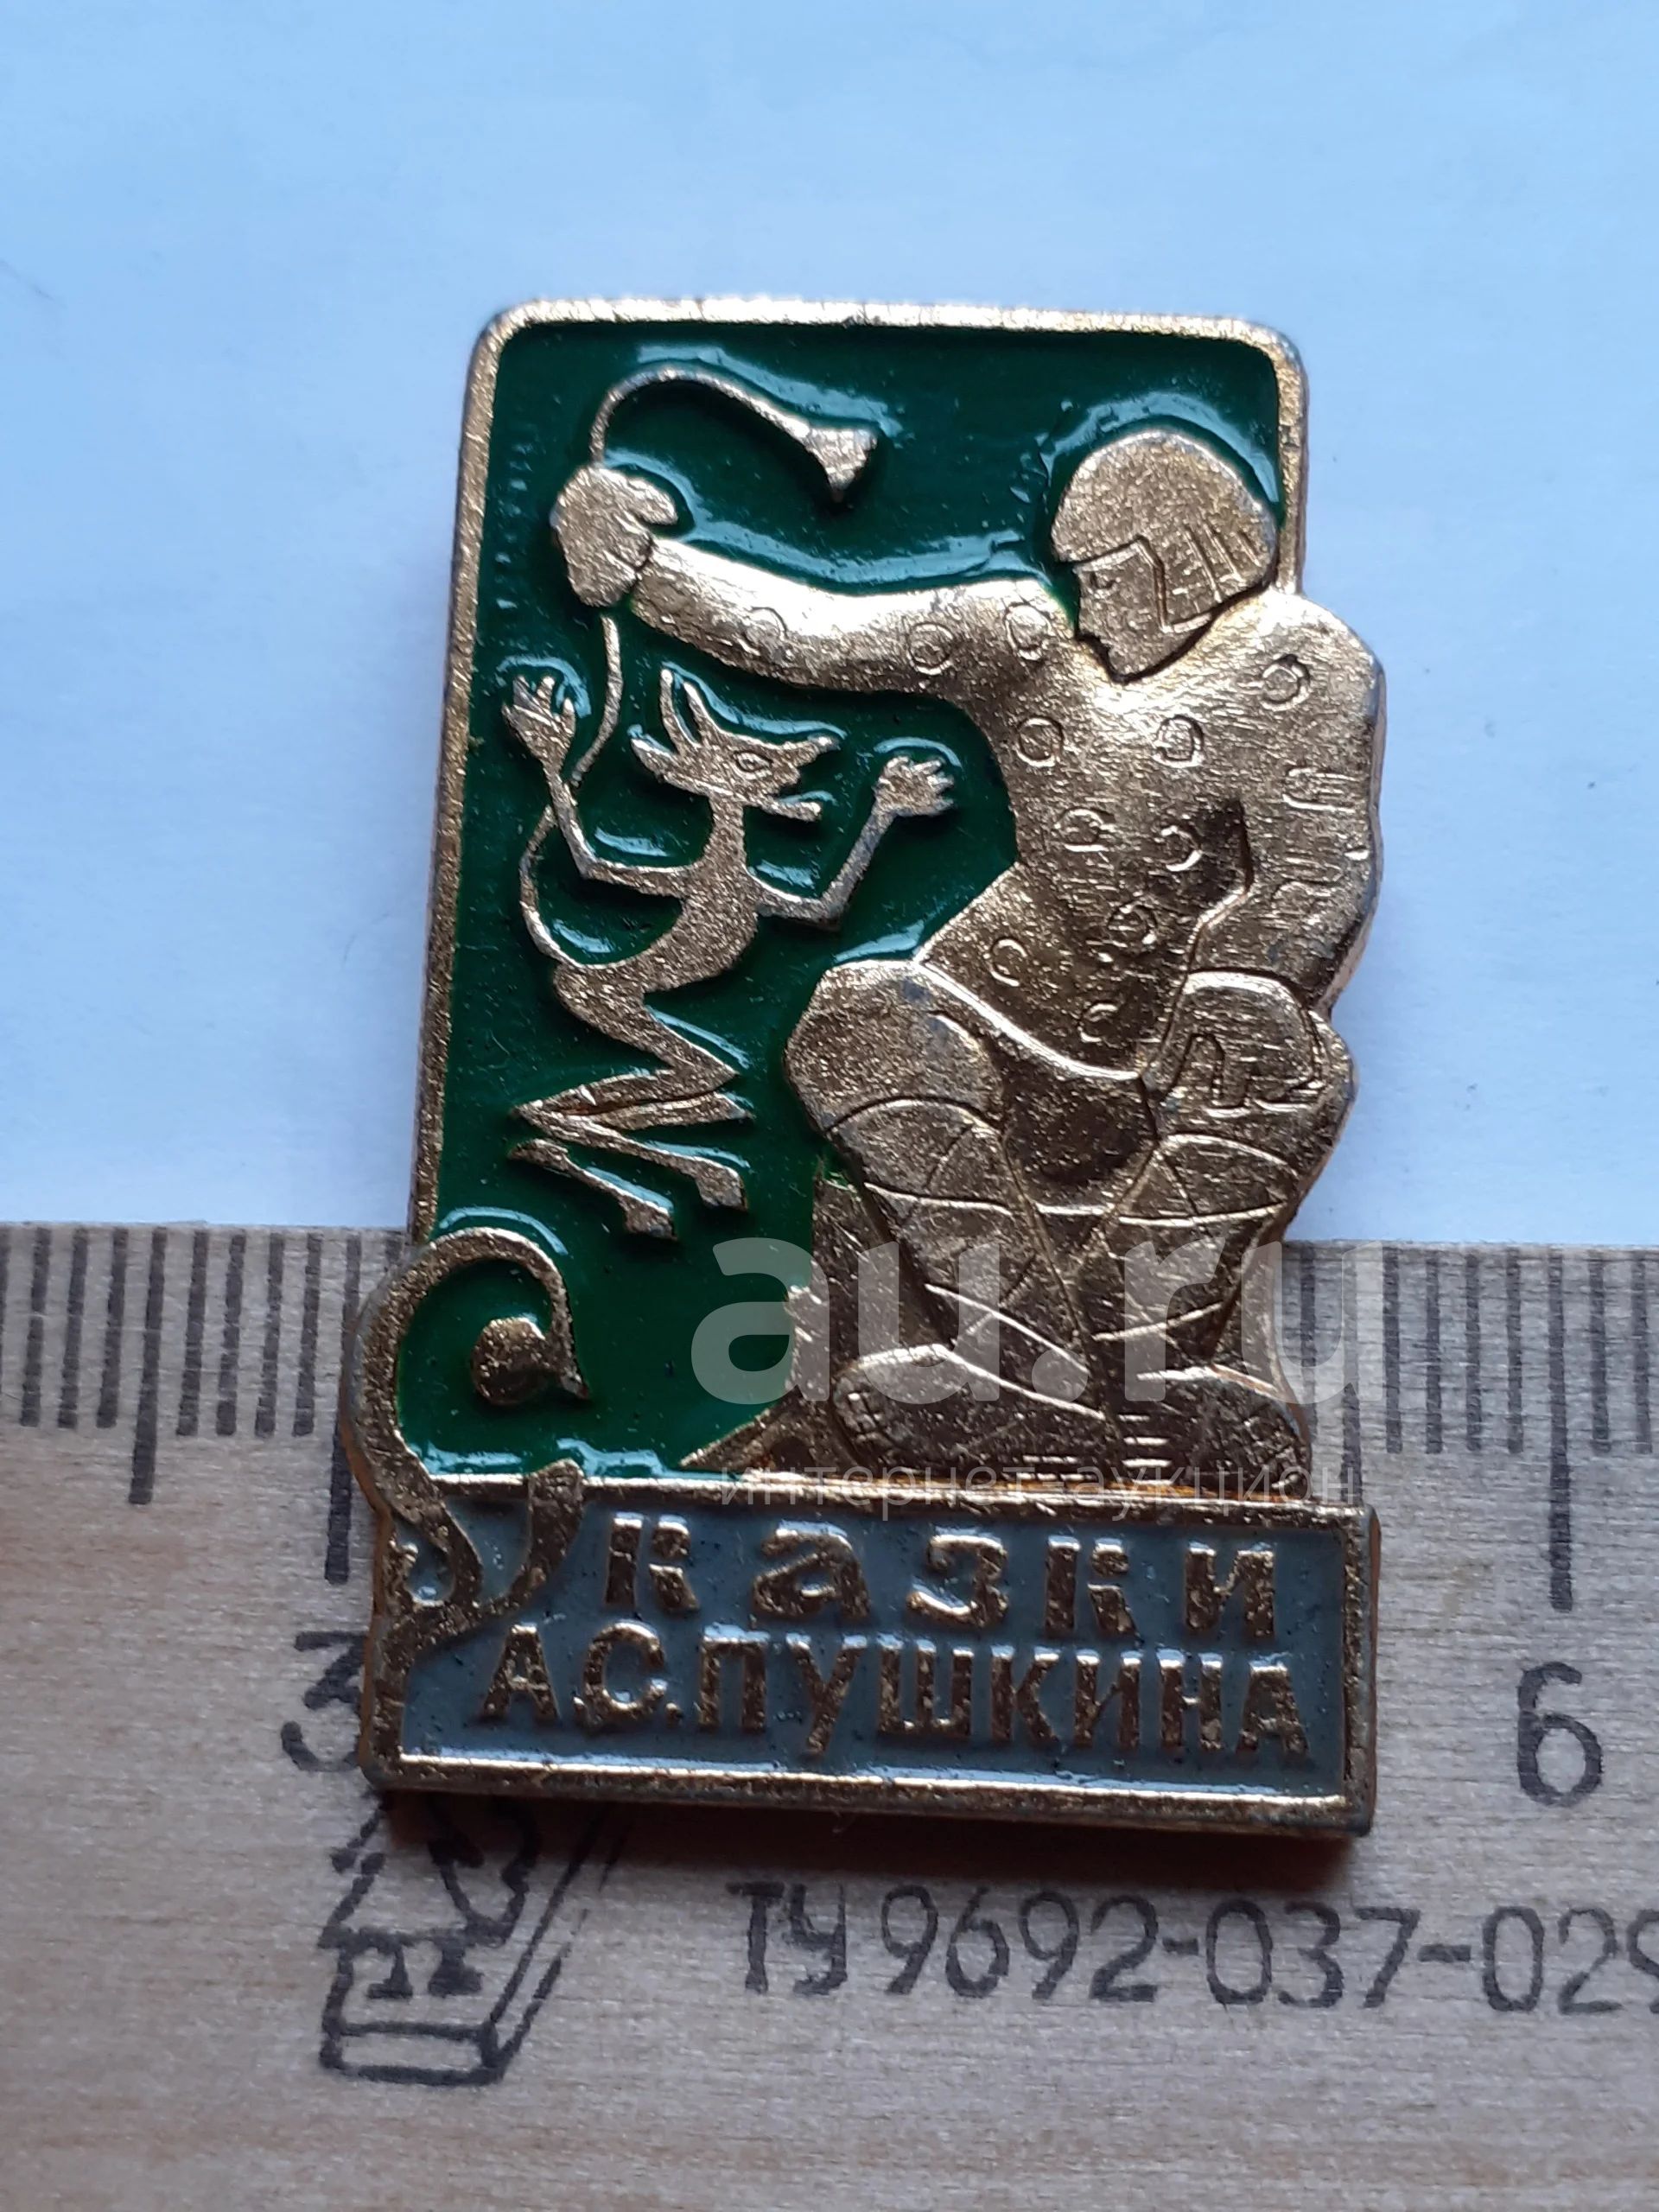 au.ru
интернет-аукцион
Сказки
А.С.ПУШКИНА
3
6
ТУ 9692-037-029